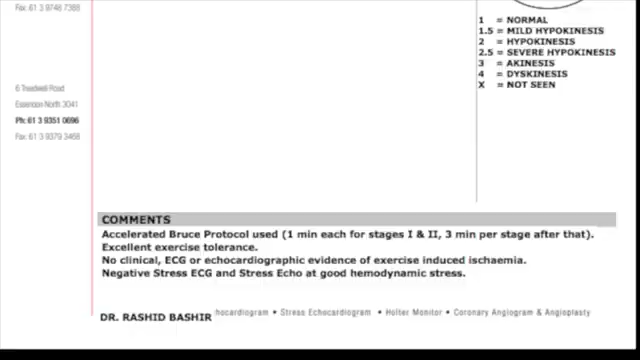 Fax: 61 3 9748 7388
6 Treadwell Road
Essendon North 3041
Ph: 61 3 9351 0696
Fax: 61 3 9379 3468
1 = NORMAL
1.5 = MILD HYPOKINESIS
2 = HYPOKINESIS
2.5 = SEVERE HYPOKINESIS
3 = AKINESIS
4 = DYSKINESIS
X = NOT SEEN
COMMENTS
Accelerated Bruce Protocol used (1 min each for stages I & II, 3 min per stage after that).
Excellent exercise tolerance.
No clinical, ECG or echocardiographic evidence of exercise induced ischaemia.
Negative Stress ECG and Stress Echo at good hemodynamic stress.
DR. RASHID BASHIR hocardiogram • Stress Echocardiogram • Holter Monitor • Coronary Angiogram & Angioplasty